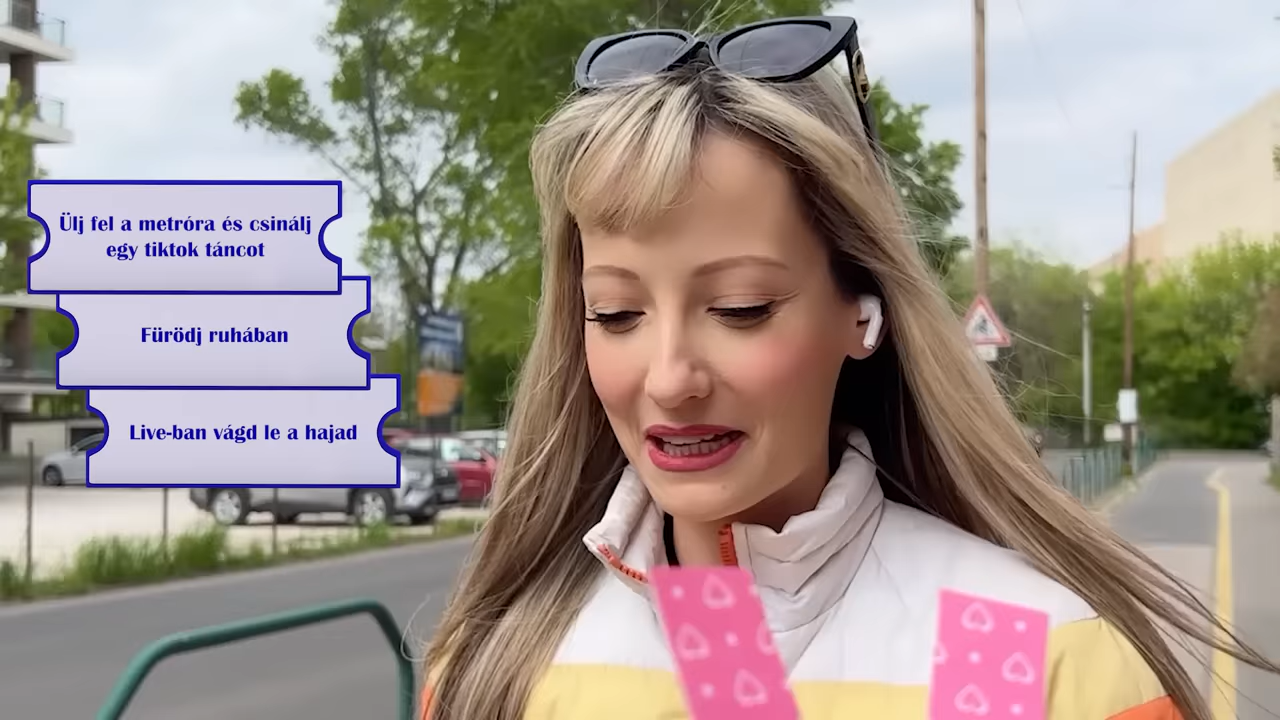 Ülj fel a metróra és csinálj
egy tiktok táncot
Fürödj ruhában
Live-ban vágd le a hajad